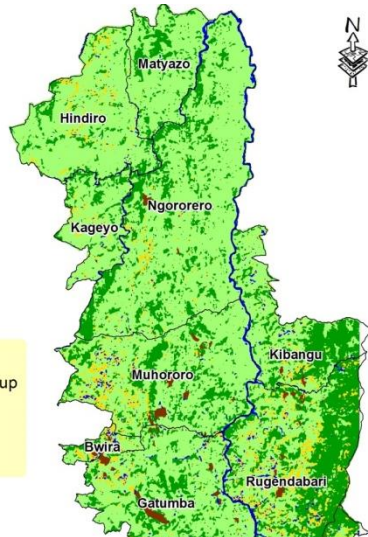 N
Matyazo
Hindiro
Ngororero
Kageyo
Kibangu
up
Muhororo
Bwira
Rugendabari
Gatumba